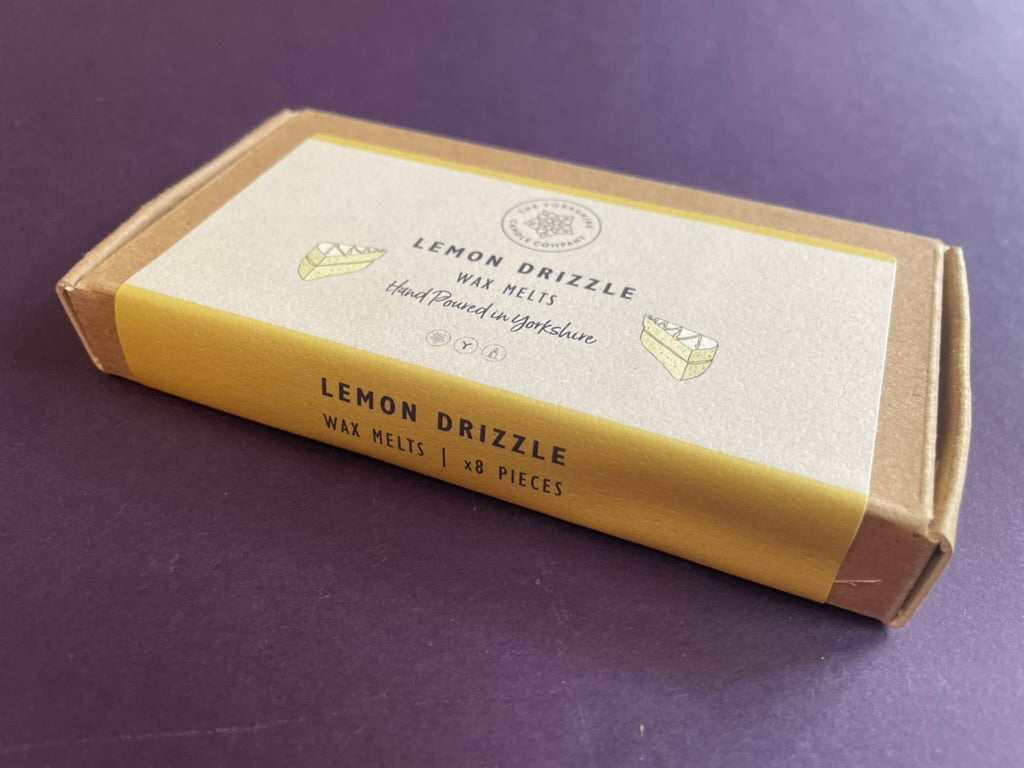 THE YORKSHIRE
CANDLE COMPANY
LEMON DRIZZLE
WAX MELTS
Hand Poured in Yorkshire
Y
LEMON DRIZZLE
WAX MELTS | x8 PIECES